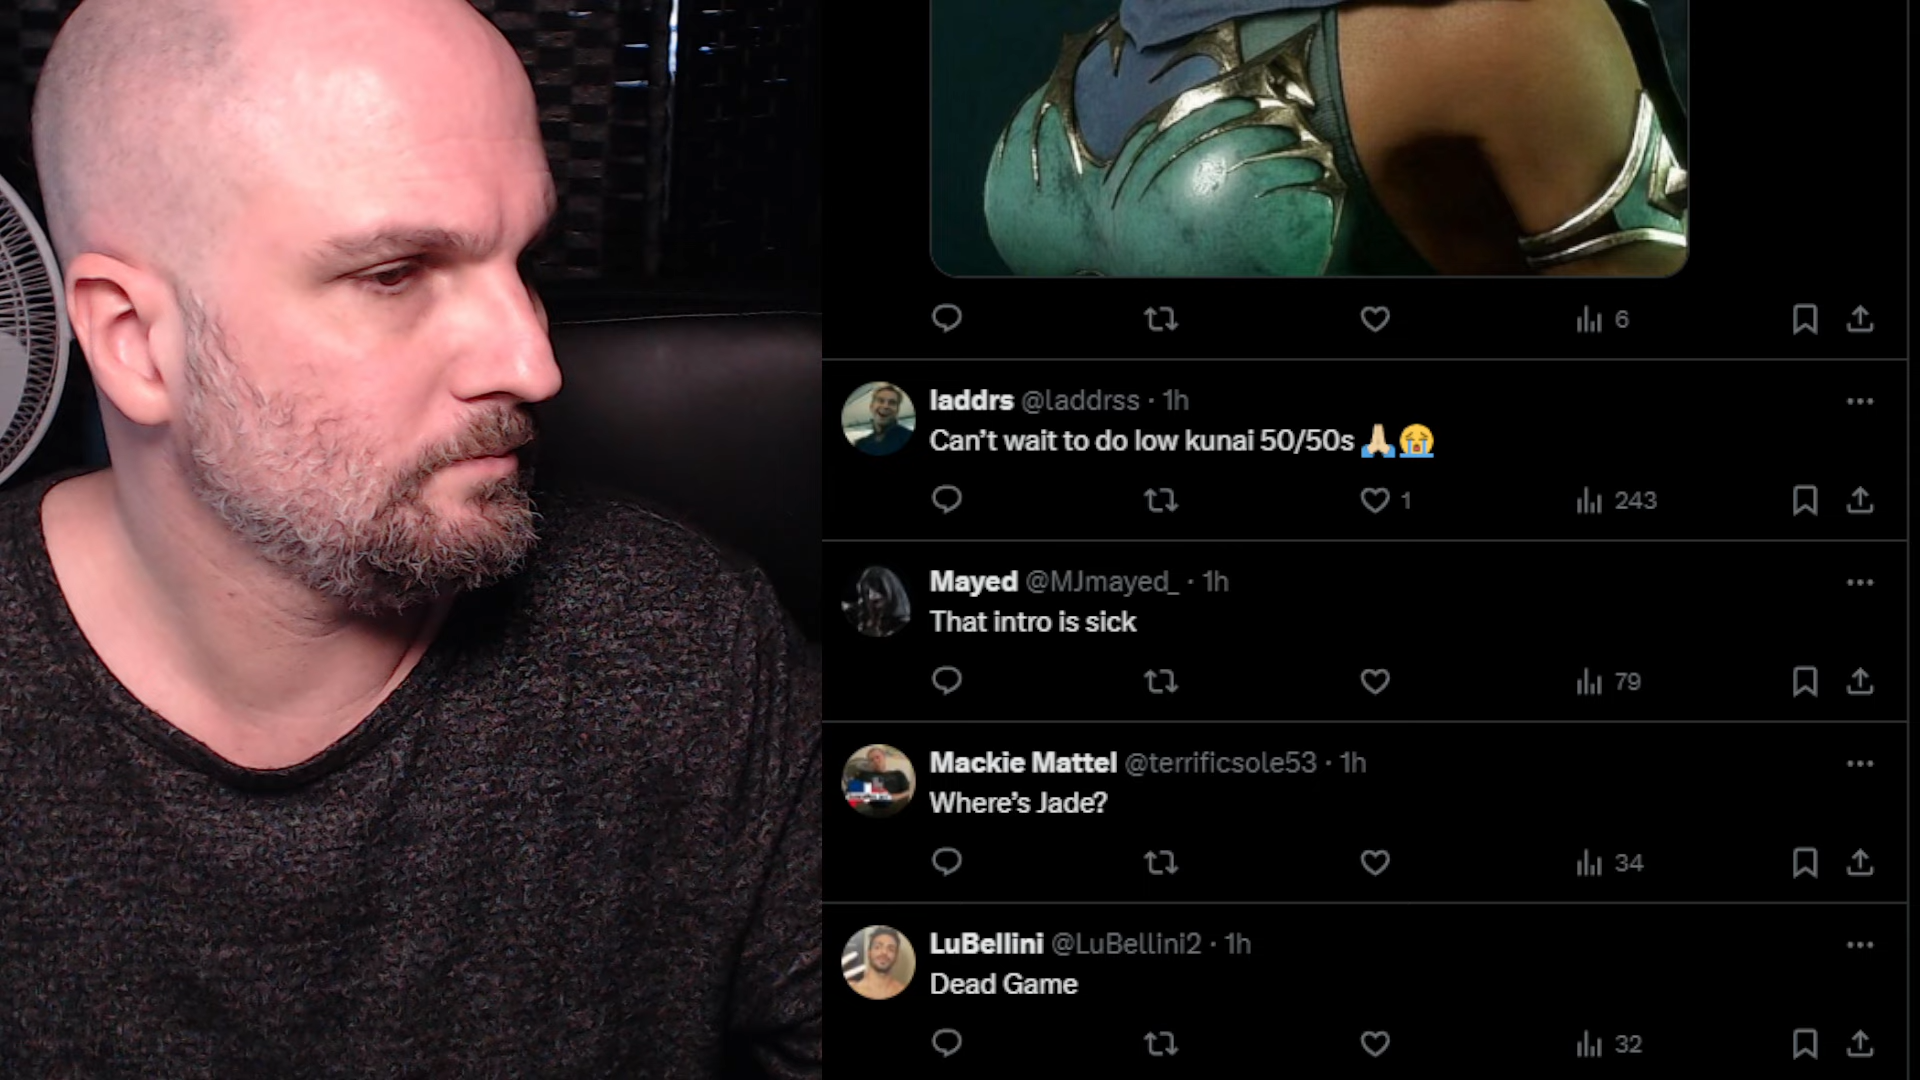 6
laddrs @laddrss · 1h
Can't wait to do low kunai 50/50s 🙏🏼😭
1 243
Mayed @MJmayed_ · 1h
That intro is sick
79
Mackie Mattel @terrificsole53 · 1h
Where's Jade?
34
LuBellini @LuBellini2 · 1h
Dead Game
32